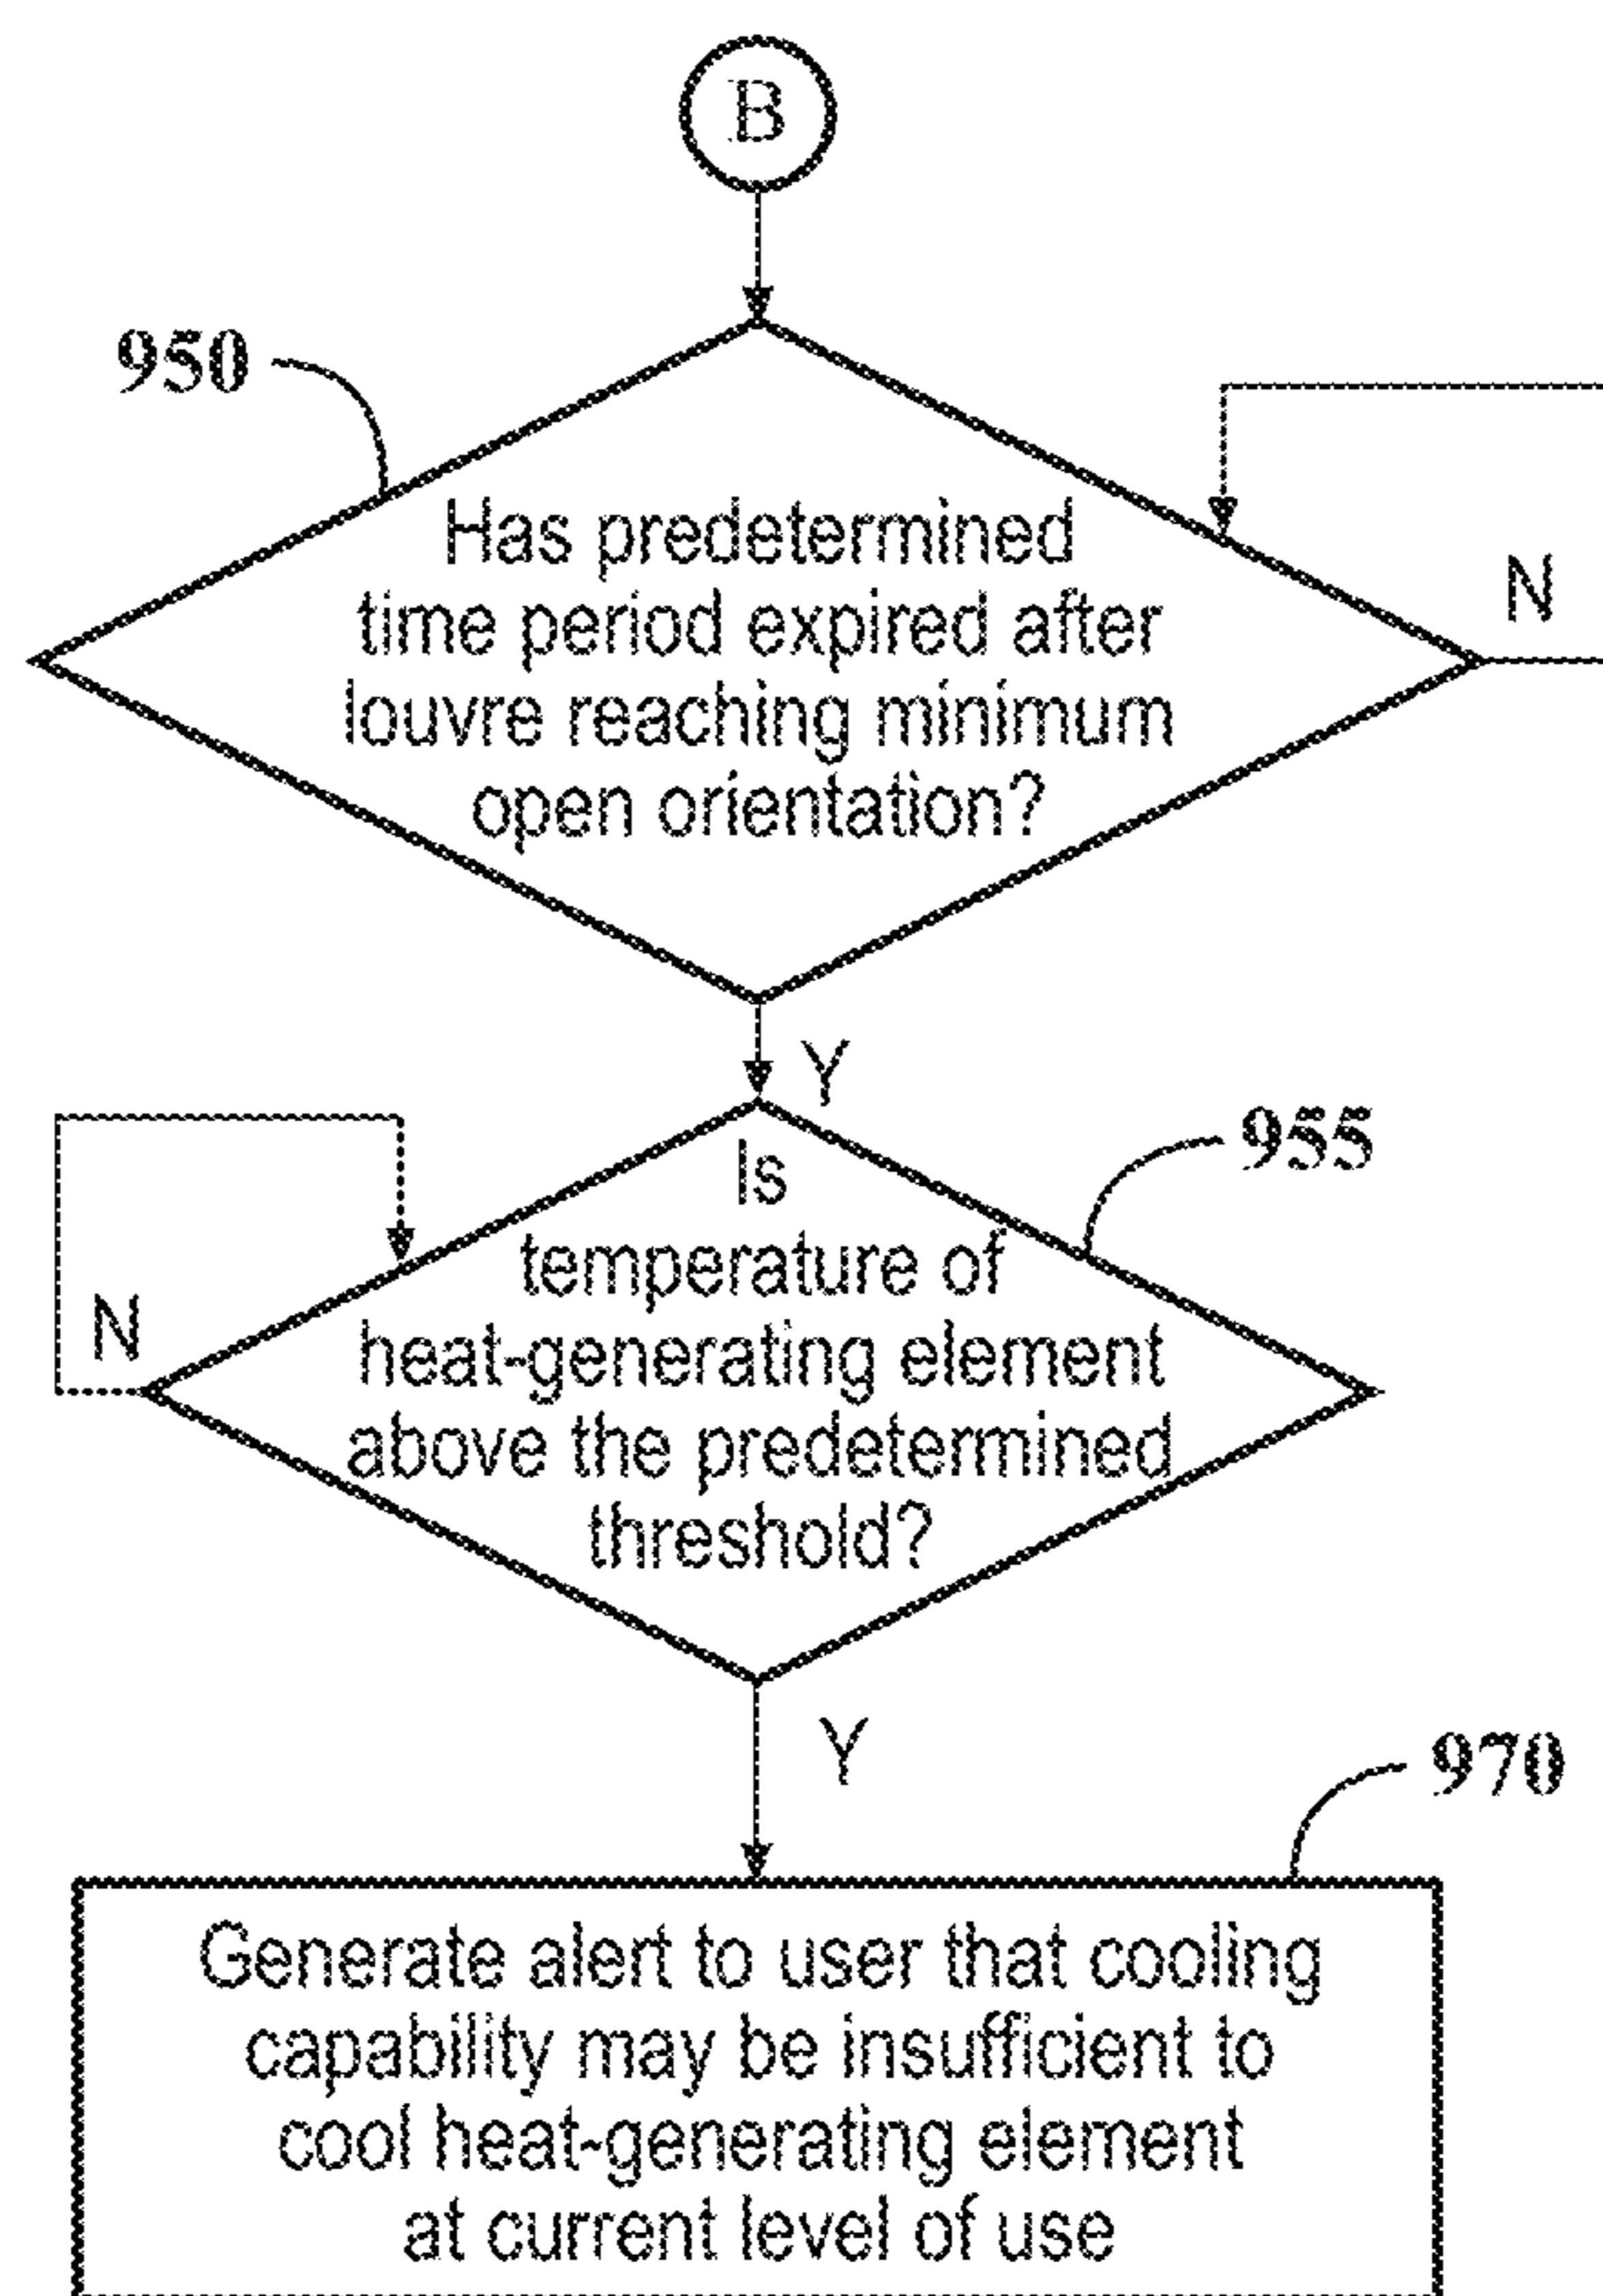 B
950
Has predetermined
time period expired after
louvre reaching minimum
open orientation?
N
Y
955
Is
temperature of
heat-generating element
above the predetermined
threshold?
N
Y
970
Generate alert to user that cooling
capability may be insufficient to
cool heat-generating element
at current level of use